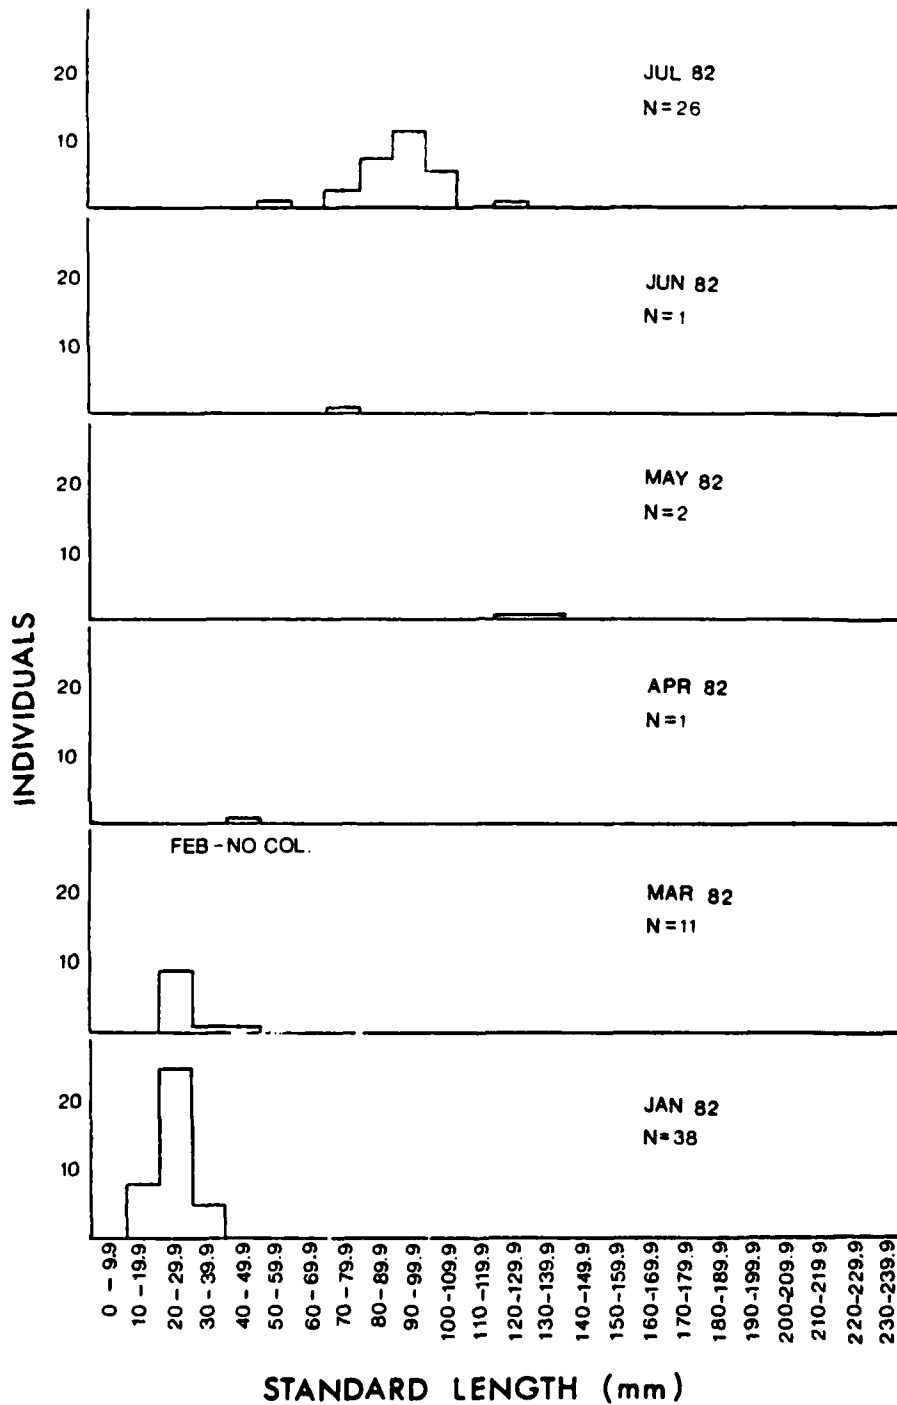 20
10
JUL 82
N=26
20
10
JUN 82
N=1
20
10
MAY 82
N=2
20
10
APR 82
N=1
FEB-NO COL.
20
10
MAR 82
N=11
20
10
JAN 82
N=38
INDIVIDUALS
0-9.9
10-19.9
20-29.9
30-39.9
40-49.9
50-59.9
60-69.9
70-79.9
80-89.9
90-99.9
100-109.9
110-119.9
120-129.9
130-139.9
140-149.9
150-159.9
160-169.9
170-179.9
180-189.9
190-199.9
200-209.9
210-219.9
220-229.9
230-239.9
STANDARD LENGTH (mm)